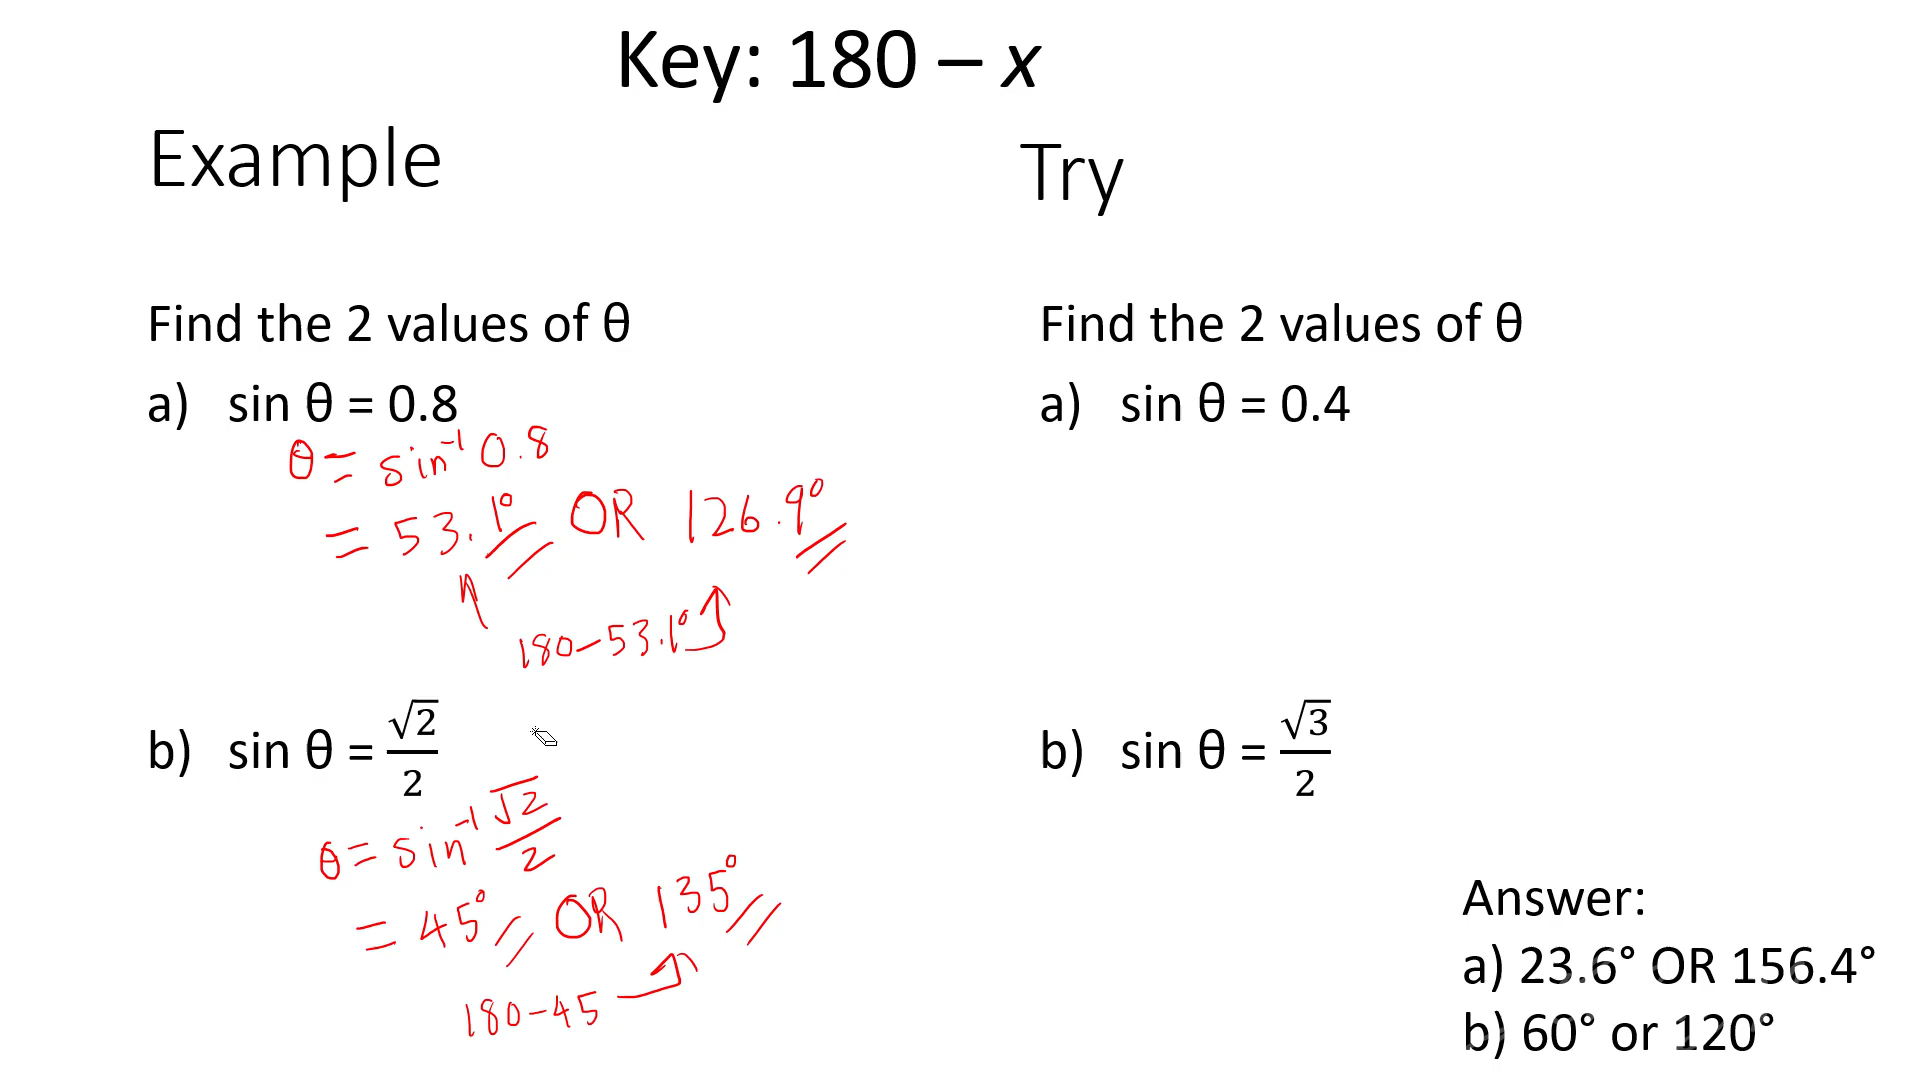 Key: 180 – x
Example
Find the 2 values of θ
a) sin θ = 0.8
θ = sin⁻¹ 0.8
= 53.1° OR 126.9°
180 – 53.1°
b) sin θ = √2/2
θ = sin⁻¹ √2/2
= 45° OR 135°
180 – 45
Try
Find the 2 values of θ
a) sin θ = 0.4
b) sin θ = √3/2
Answer:
a) 23.6° OR 156.4°
b) 60° or 120°